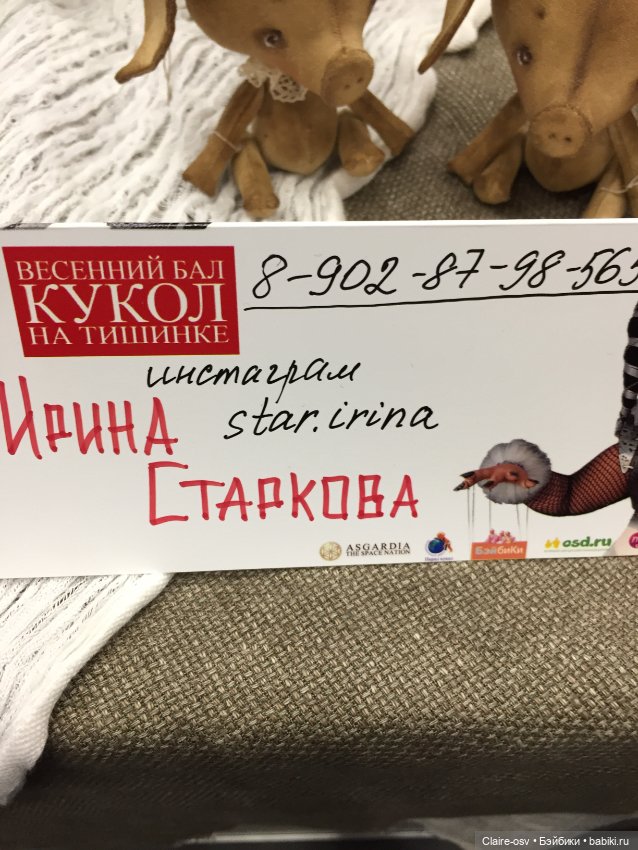 ВЕСЕННИЙ БАЛ
КУКОЛ
НА ТИШИНКЕ
8-902-87-98-565
инстаграм
star.irina
ИРИНА
СТАРКОВА
ASGARDIA
THE SPACE NATION
БэйбиКи
osd.ru
Claire-osv • Бэйбики • babiki.ru